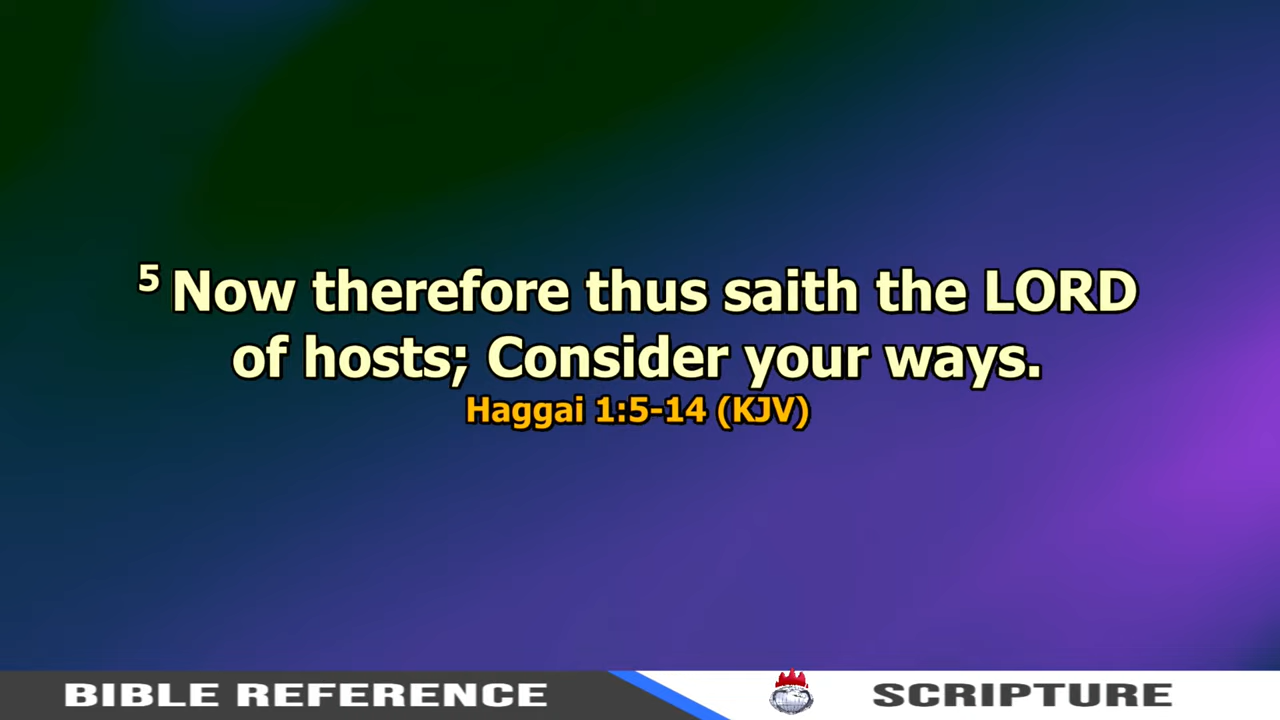 5 Now therefore thus saith the LORD
of hosts; Consider your ways.
Haggai 1:5-14 (KJV)
BIBLE REFERENCE
SCRIPTURE